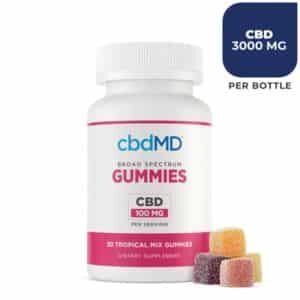 CBD
3000 MG
PER BOTTLE
cbdMD
BROAD SPECTRUM
GUMMIES
CBD
100 MG
PER SERVING
30 TROPICAL MIX GUMMIES
DIETARY SUPPLEMENT